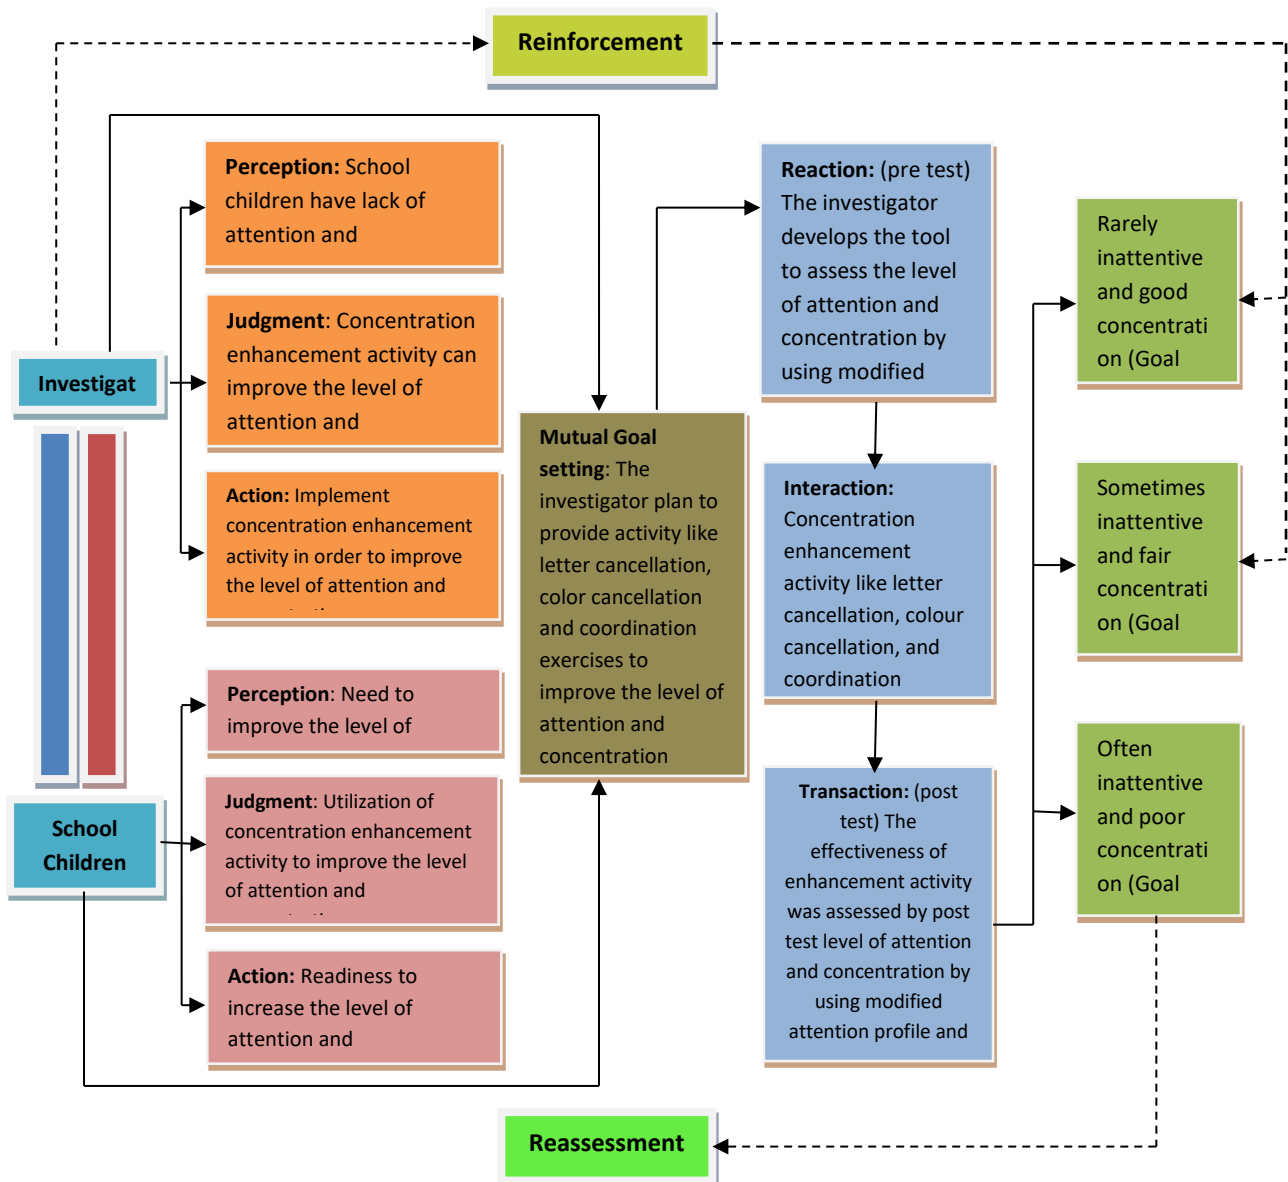 Reinforcement
Perception: School
children have lack of
attention and
Judgment: Concentration
enhancement activity can
improve the level of
attention and
Investigat
Action: Implement
concentration enhancement
activity in order to improve
the level of attention and
Perception: Need to
improve the level of
Judgment: Utilization of
concentration enhancement
activity to improve the level
of attention and
School
Children
Action: Readiness to
increase the level of
attention and
Mutual Goal
setting: The
investigator plan to
provide activity like
letter cancellation,
color cancellation
and coordination
exercises to
improve the level of
attention and
concentration
Reaction: (pre test)
The investigator
develops the tool
to assess the level
of attention and
concentration by
using modified
Interaction:
Concentration
enhancement
activity like letter
cancellation, colour
cancellation, and
coordination
Transaction: (post
test) The
effectiveness of
enhancement activity
was assessed by post
test level of attention
and concentration by
using modified
attention profile and
Rarely
inattentive
and good
concentrati
on (Goal
Sometimes
inattentive
and fair
concentrati
on (Goal
Often
inattentive
and poor
concentrati
on (Goal
Reassessment